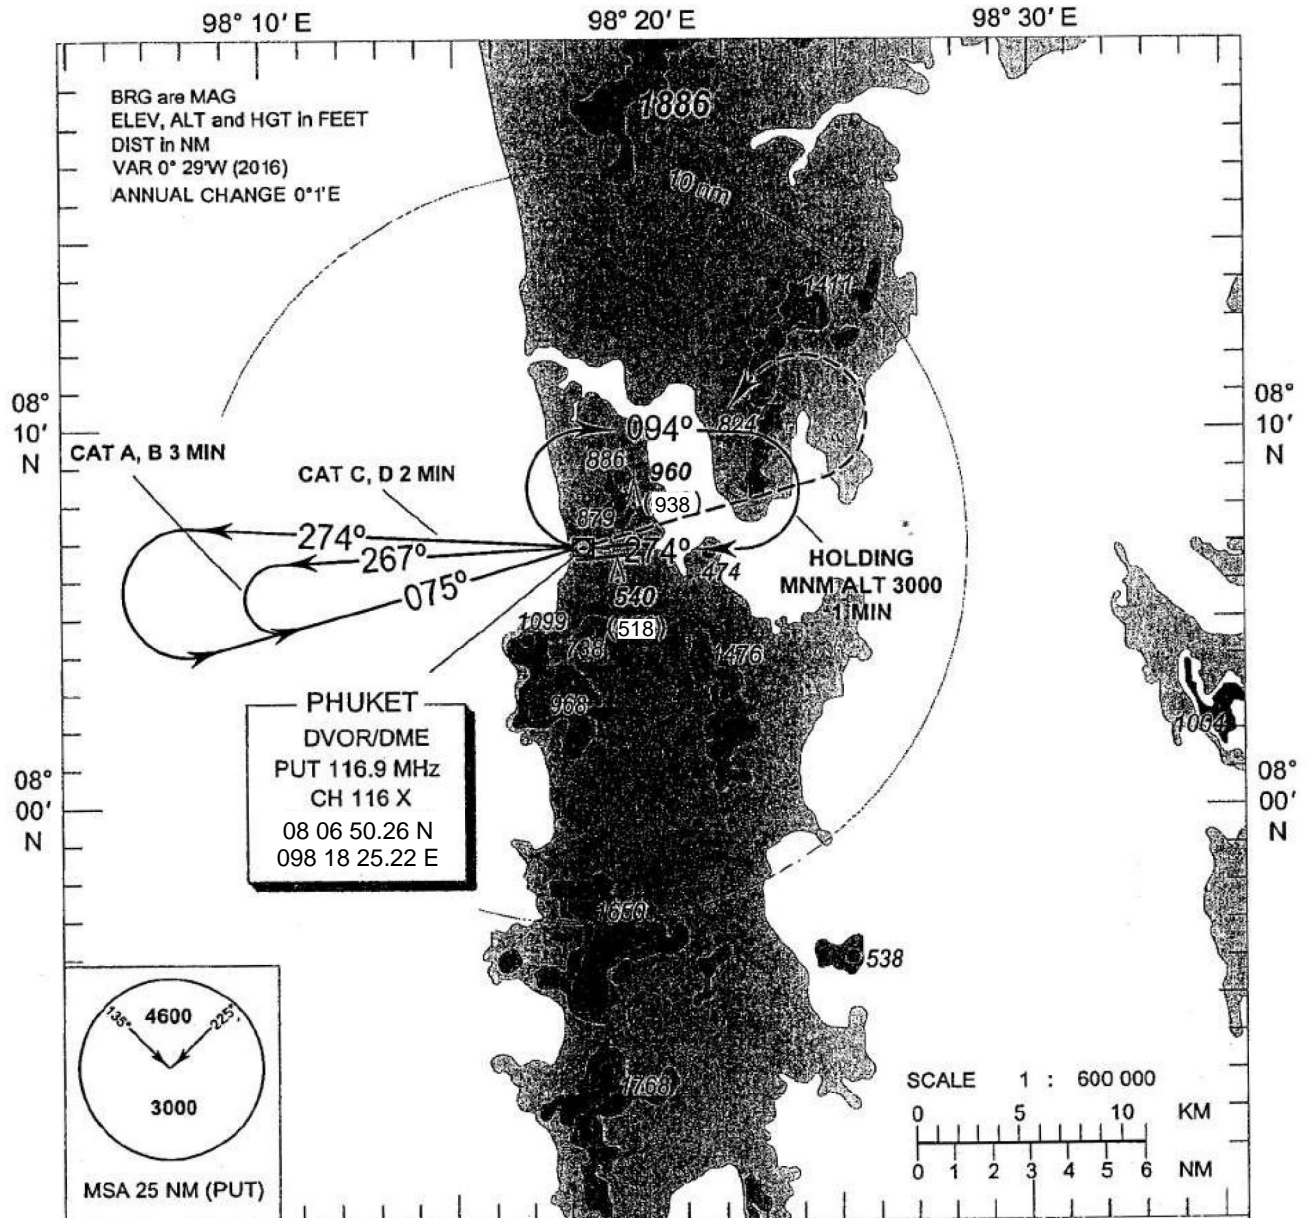 98° 10' E
98° 20' E
98° 30' E
BRG are MAG
ELEV, ALT and HGT in FEET
DIST in NM
VAR 0° 29'W (2016)
ANNUAL CHANGE 0°1'E
1886
10 nm
1411
08°
10'
N
08°
10'
N
CAT A, B 3 MIN
CAT C, D 2 MIN
094°
824
886
960
(938)
879
274°
267°
075°
274°
474
HOLDING
MNM ALT 3000
1 MIN
540
(518)
1099
738
1476
968
1004
PHUKET
DVOR/DME
PUT 116.9 MHz
CH 116 X
08 06 50.26 N
098 18 25.22 E
08°
00'
N
08°
00'
N
1650
538
135°
4600
225°
3000
MSA 25 NM (PUT)
1768
SCALE 1 : 600 000
0 5 10 KM
0 1 2 3 4 5 6 NM